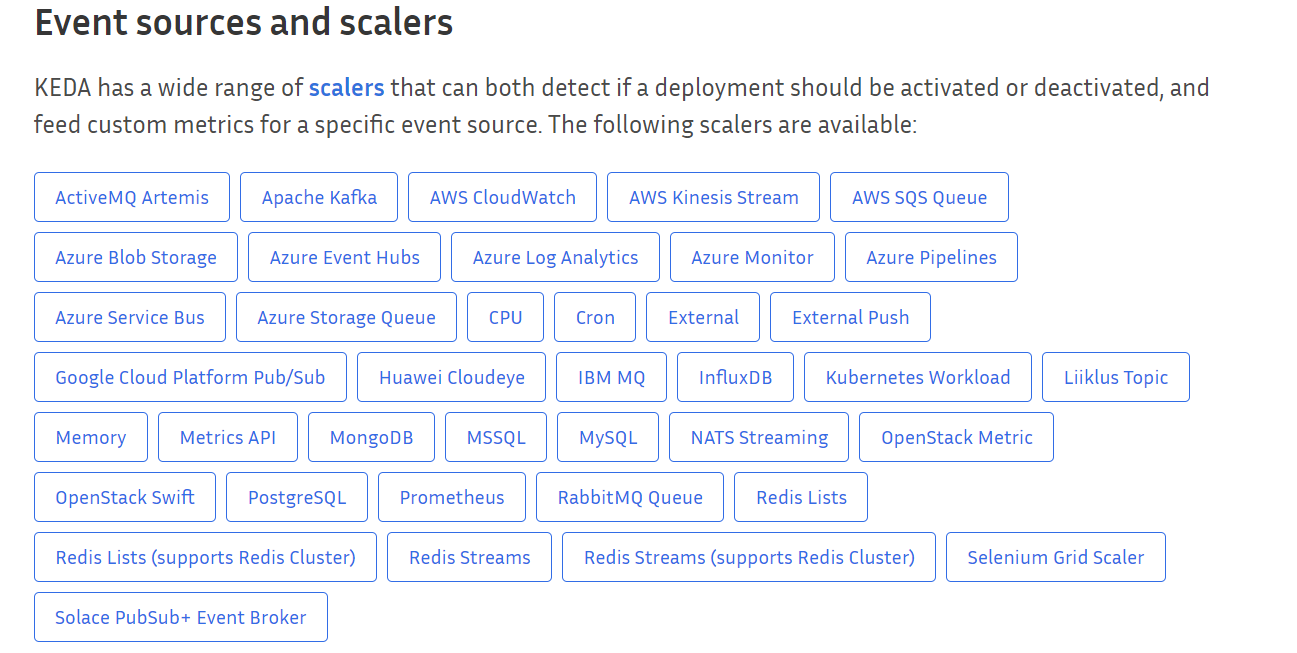 Event sources and scalers
KEDA has a wide range of scalers that can both detect if a deployment should be activated or deactivated, and
feed custom metrics for a specific event source. The following scalers are available:
ActiveMQ Artemis Apache Kafka AWS CloudWatch AWS Kinesis Stream AWS SQS Queue
Azure Blob Storage Azure Event Hubs Azure Log Analytics Azure Monitor Azure Pipelines
Azure Service Bus Azure Storage Queue CPU Cron External External Push
Google Cloud Platform Pub/Sub Huawei Cloudeye IBM MQ InfluxDB Kubernetes Workload Liiklus Topic
Memory Metrics API MongoDB MSSQL MySQL NATS Streaming OpenStack Metric
OpenStack Swift PostgreSQL Prometheus RabbitMQ Queue Redis Lists
Redis Lists (supports Redis Cluster) Redis Streams Redis Streams (supports Redis Cluster) Selenium Grid Scaler
Solace PubSub+ Event Broker